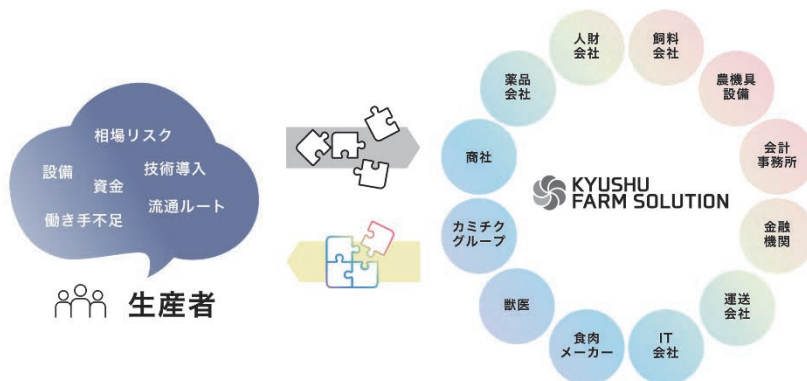 相場リスク
設備
技術導入
資金
働き手不足
流通ルート
生産者
人財
会社
飼料
会社
農機具
設備
会計
事務所
金融
機関
運送
会社
IT
会社
食肉
メーカー
獣医
カミチク
グループ
商社
薬品
会社
KYUSHU
FARM SOLUTION